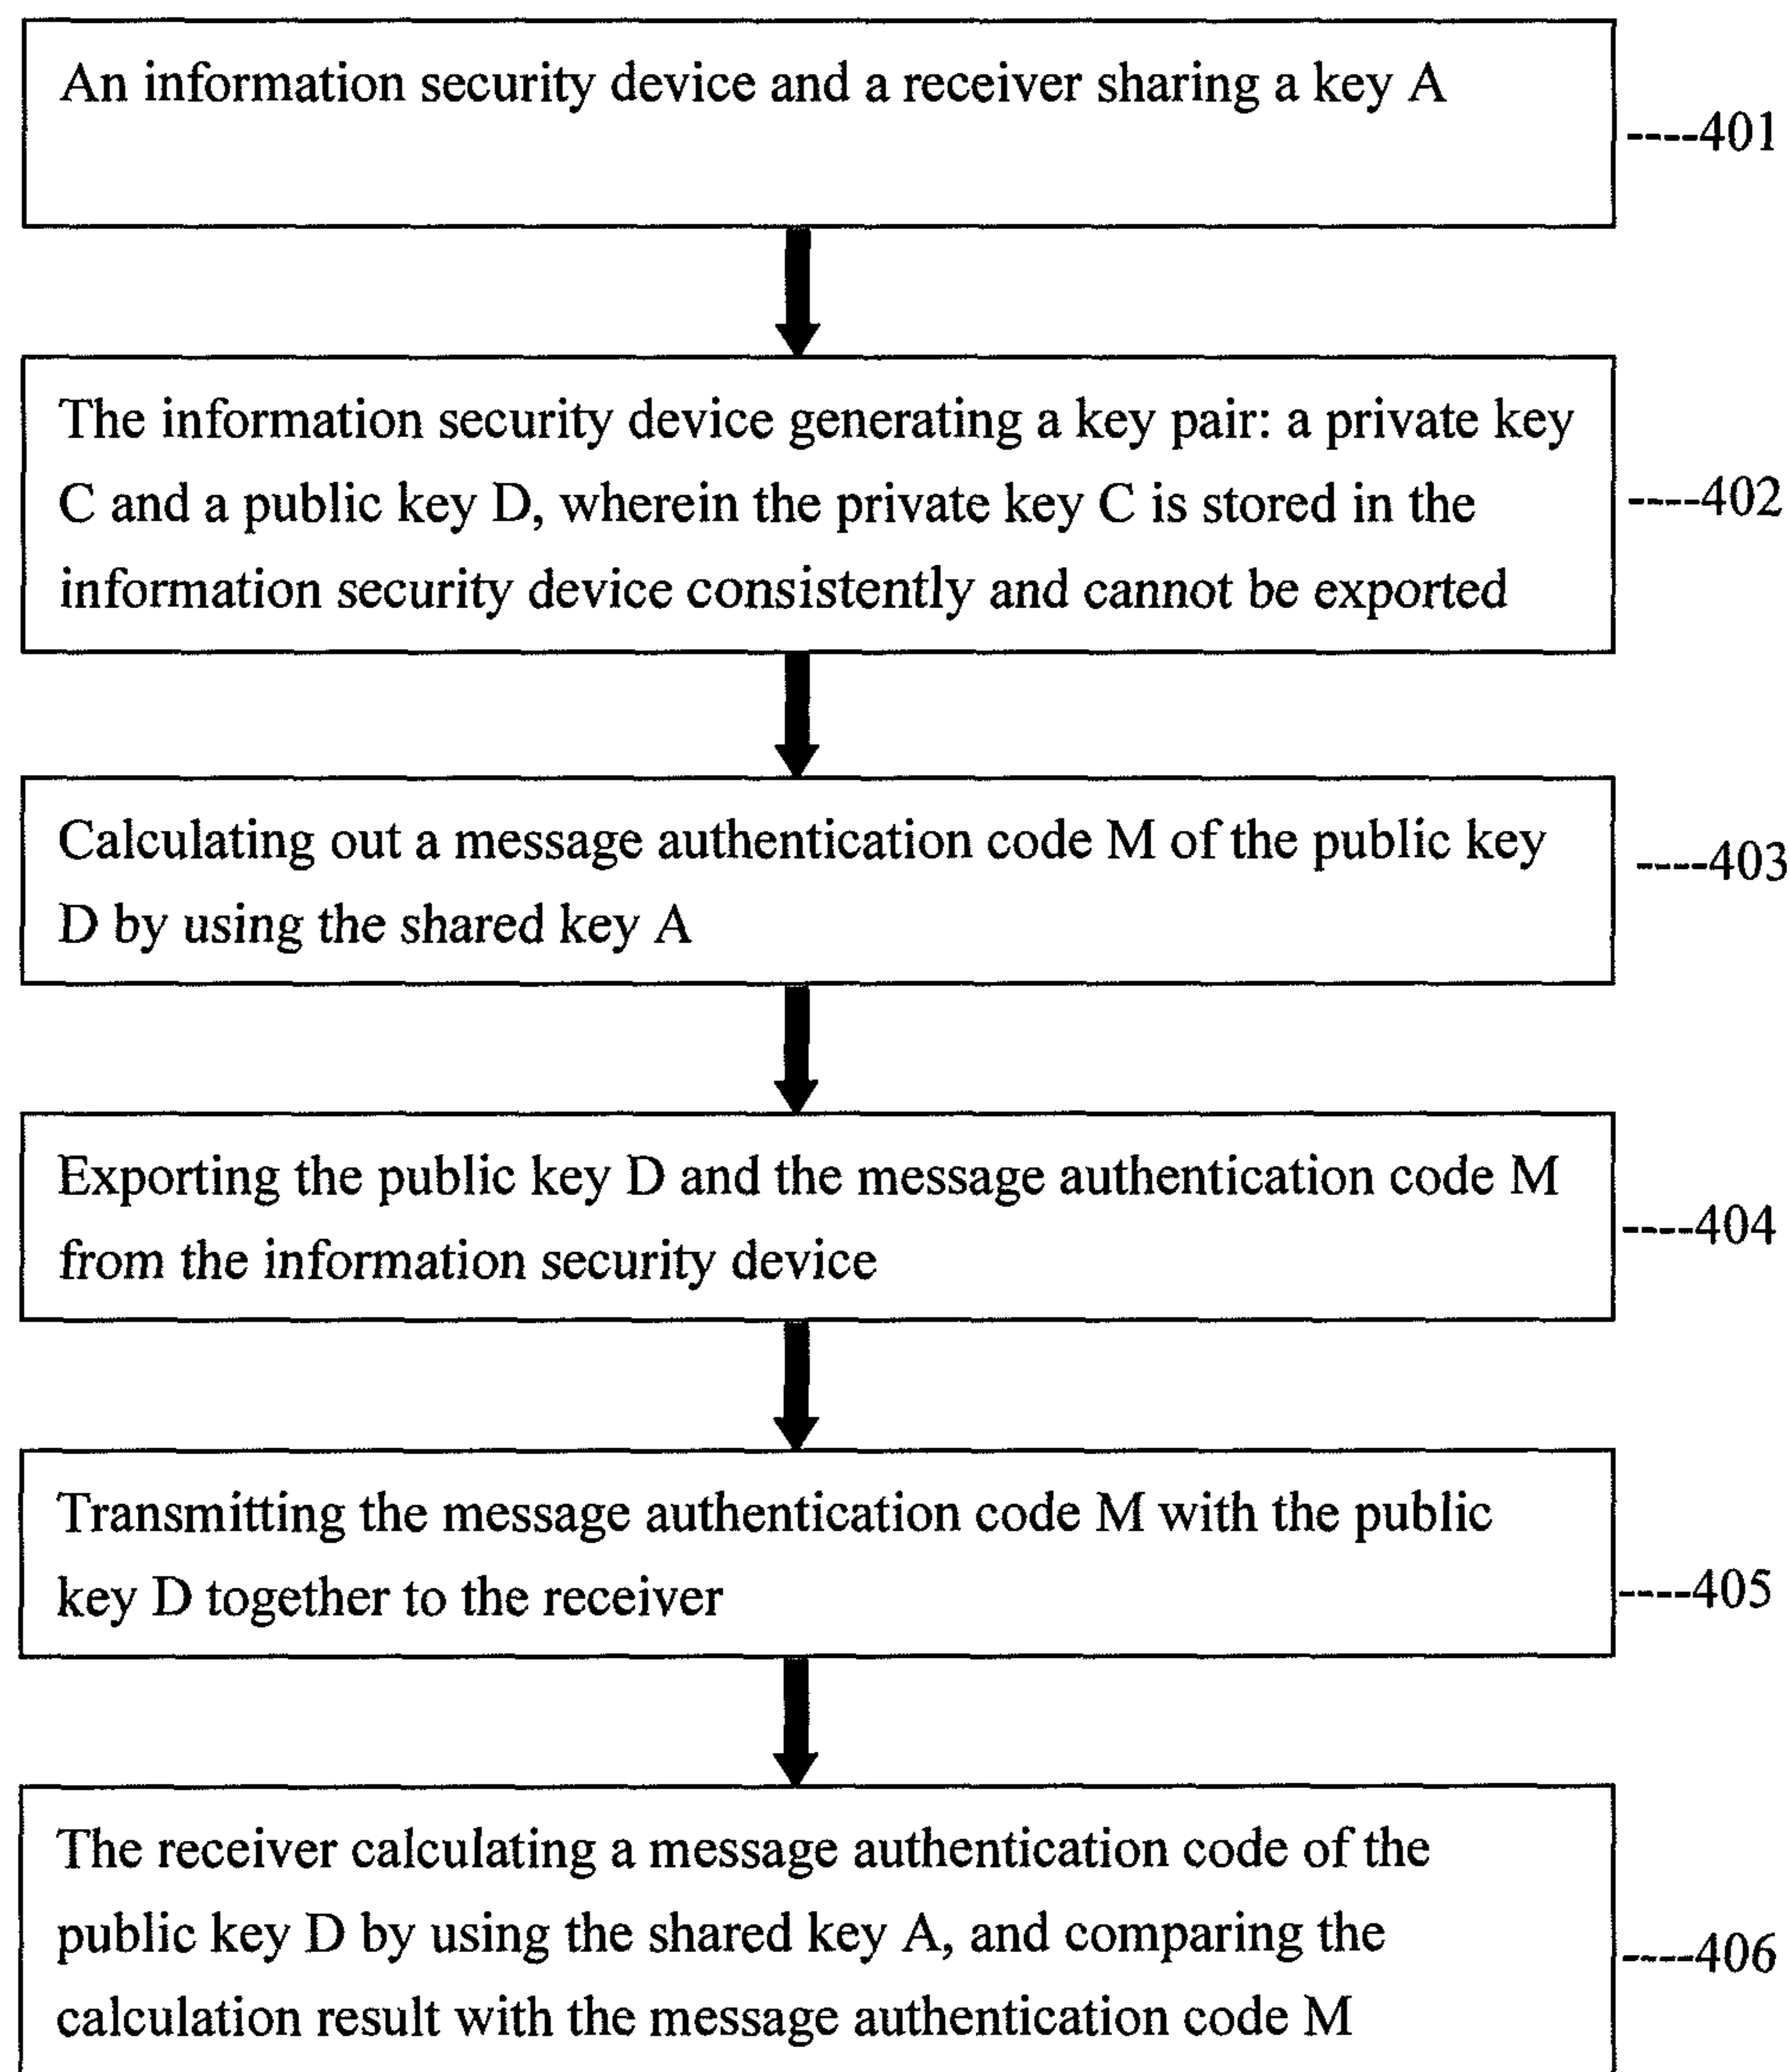 An information security device and a receiver sharing a key A
----401
The information security device generating a key pair: a private key
C and a public key D, wherein the private key C is stored in the
----402
information security device consistently and cannot be exported
Calculating out a message authentication code M of the public key
----403
D by using the shared key A
Exporting the public key D and the message authentication code M
----404
from the information security device
Transmitting the message authentication code M with the public
key D together to the receiver
----405
The receiver calculating a message authentication code of the
public key D by using the shared key A, and comparing the
----406
calculation result with the message authentication code M